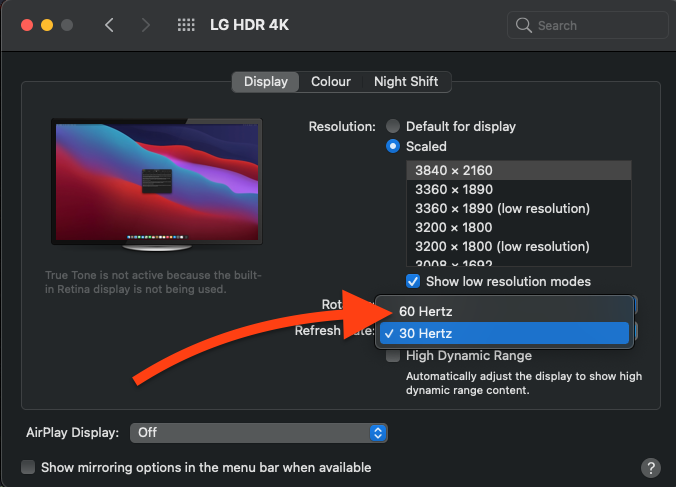 LG HDR 4K
Search
Display
Colour
Night Shift
Resolution:
Default for display
Scaled
3840 × 2160
3360 × 1890
3360 × 1890 (low resolution)
3200 × 1800
3200 × 1800 (low resolution)
3008 × 1692
Show low resolution modes
True Tone is not active because the built-
in Retina display is not being used.
60 Hertz
Refresh
✓ 30 Hertz
High Dynamic Range
Automatically adjust the display to show high
dynamic range content.
AirPlay Display:
Off
Show mirroring options in the menu bar when available
?